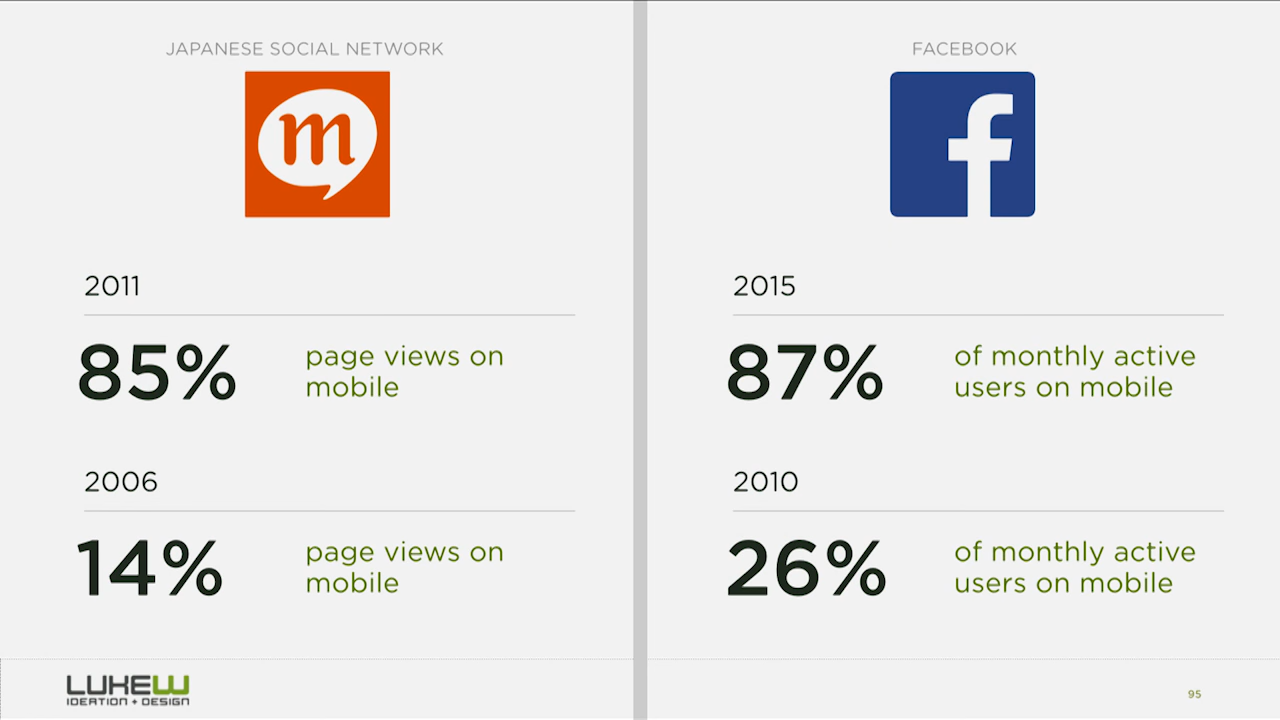 JAPANESE SOCIAL NETWORK
m
2011
85%
page views on
mobile
2006
14%
page views on
mobile
FACEBOOK
f
2015
87%
of monthly active
users on mobile
2010
26%
of monthly active
users on mobile
LUKEW
IDEATION + DESIGN
95